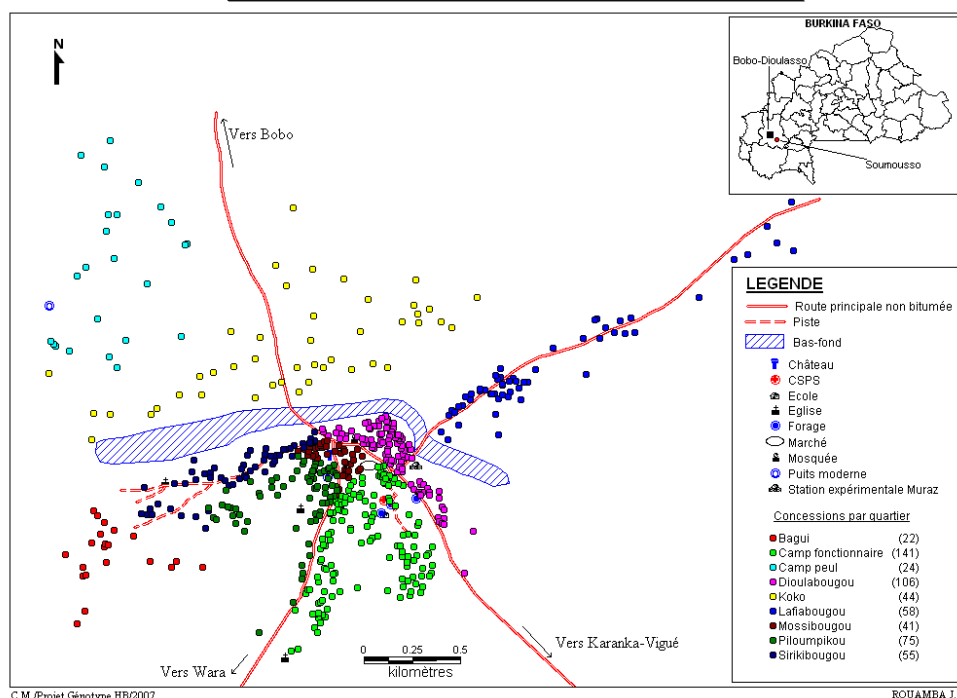 BURKINA FASO
Bobo-Dioulasso
Soumousso
N
Vers Bobo
LEGENDE
Route principale non bitumée
Piste
Bas-fond
Château
CSPS
Ecole
Eglise
Forage
Marché
Mosquée
Puits moderne
Station expérimentale Muraz
Concessions par quartier
Bagui (22)
Camp fonctionnaire (141)
Camp peul (24)
Dioulabougou (106)
Koko (44)
Lafiabougou (58)
Mossibougou (41)
Piloumpikou (75)
Sirikibougou (55)
Vers Karanka-Vigué
Vers Wara
0 0.25 0.5
kilomètres
C.M./Projet Génotype HB/2007 ROUAMBA J.